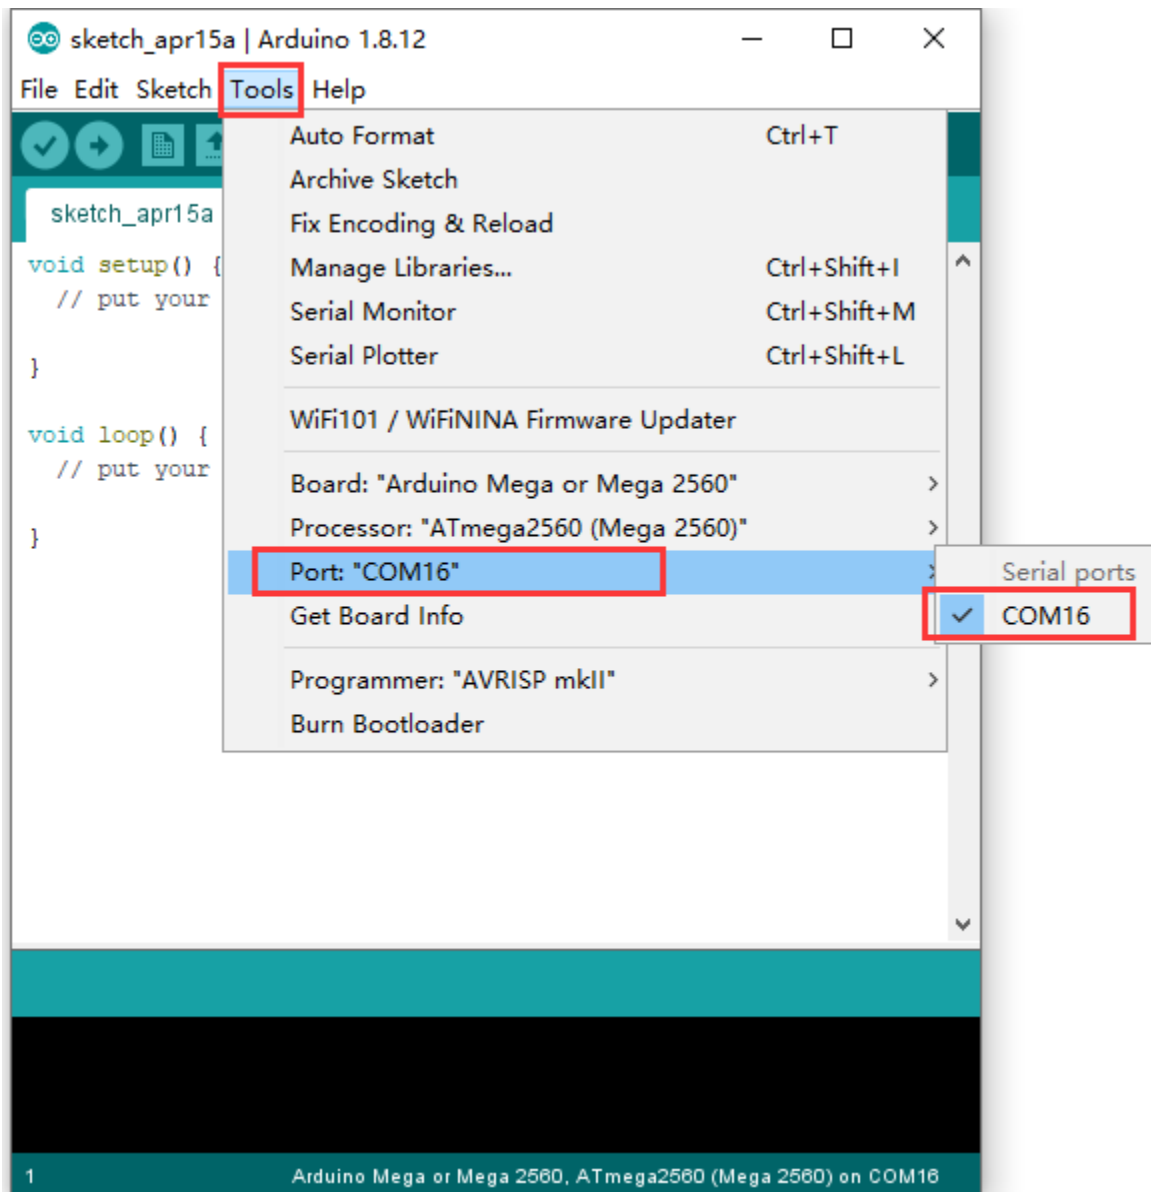 sketch_apr15a | Arduino 1.8.12
File Edit Sketch Tools Help
Auto Format Ctrl+T
Archive Sketch
Fix Encoding & Reload
Manage Libraries... Ctrl+Shift+I
Serial Monitor Ctrl+Shift+M
Serial Plotter Ctrl+Shift+L
WiFi101 / WiFiNINA Firmware Updater
Board: "Arduino Mega or Mega 2560"
Processor: "ATmega2560 (Mega 2560)"
Port: "COM16"
Get Board Info
Programmer: "AVRISP mkII"
Burn Bootloader
Serial ports
COM16
sketch_apr15a
void setup() {
// put your
}
void loop() {
// put your
}
1 Arduino Mega or Mega 2560, ATmega2560 (Mega 2560) on COM16